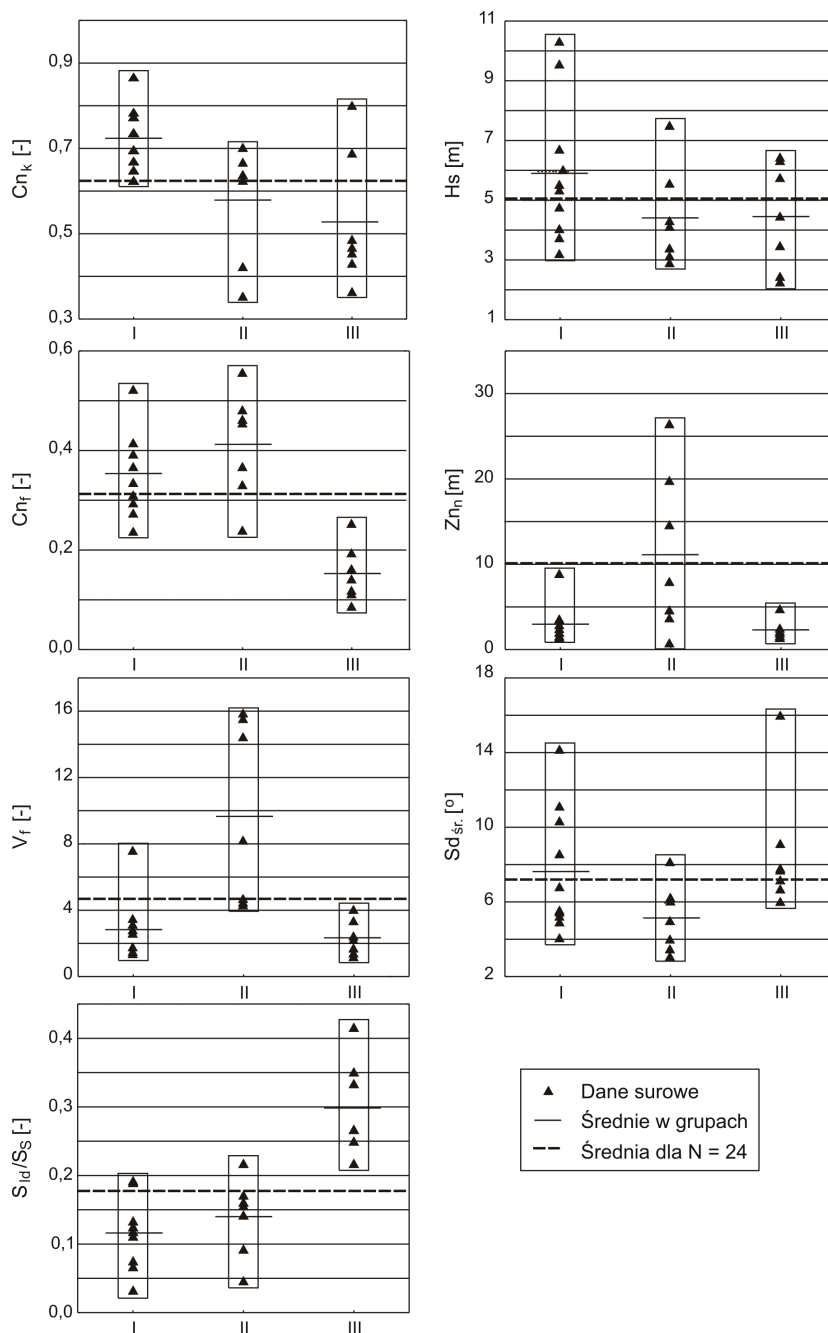 Cnk [-]
0,9
0,7
0,5
0,3
I II III
Hs [m]
11
9
7
5
3
1
I II III
Cnf [-]
0,6
0,4
0,2
0,0
I II III
Znn [m]
30
20
10
0
I II III
Vf [-]
16
12
8
4
0
I II III
Sdśr. [º]
18
14
10
6
2
I II III
Sld/SS [-]
0,4
0,3
0,2
0,1
0,0
I II III
Dane surowe
Średnie w grupach
Średnia dla N = 24